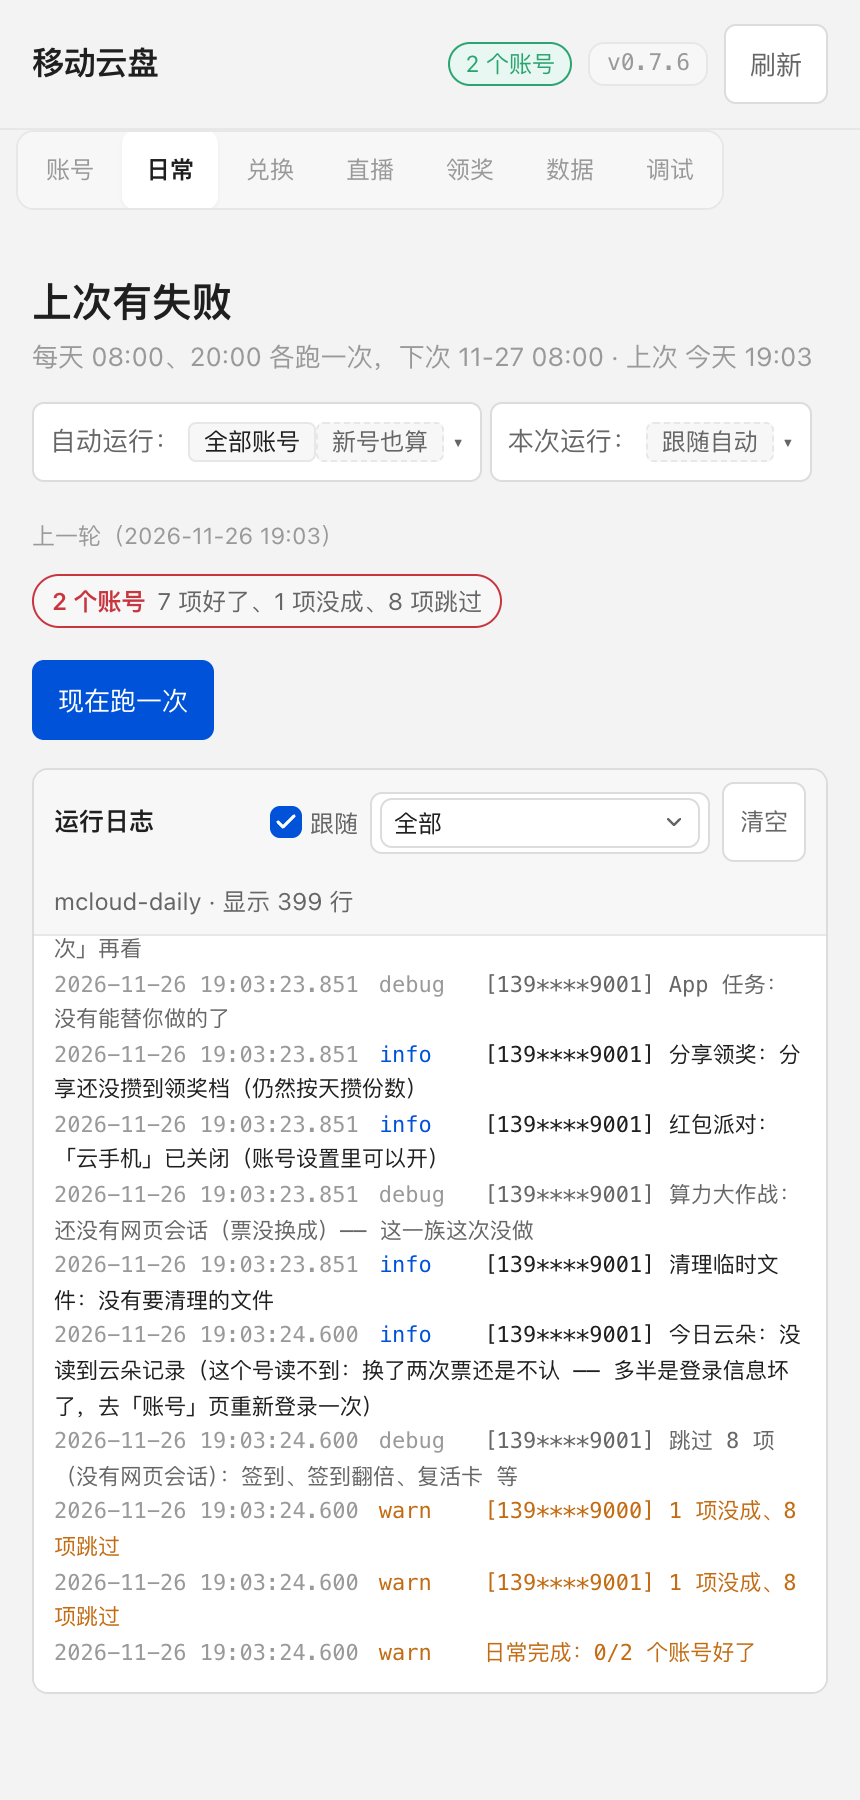 移动云盘
2 个账号
v0.7.6
刷新
账号
日常
兑换
直播
领奖
数据
调试
上次有失败
每天 08:00、20:00 各跑一次，下次 11-27 08:00 · 上次 今天 19:03
自动运行： 全部账号 新号也算 ▾
本次运行： 跟随自动 ▾
上一轮（2026-11-26 19:03）
2 个账号 7 项好了、1 项没成、8 项跳过
现在跑一次
运行日志
跟随
全部
清空
mcloud-daily · 显示 399 行
次」再看
2026-11-26 19:03:23.851 debug [139****9001] App 任务：
没有能替你做的了
2026-11-26 19:03:23.851 info [139****9001] 分享领奖：分
享还没攒到领奖档（仍然按天攒份数）
2026-11-26 19:03:23.851 info [139****9001] 红包派对：
「云手机」已关闭（账号设置里可以开）
2026-11-26 19:03:23.851 debug [139****9001] 算力大作战：
还没有网页会话（票没换成）—— 这一族这次没做
2026-11-26 19:03:23.851 info [139****9001] 清理临时文
件：没有要清理的文件
2026-11-26 19:03:24.600 info [139****9001] 今日云朵：没
读到云朵记录（这个号读不到：换了两次票还是不认 —— 多半是登录信息坏
了，去「账号」页重新登录一次）
2026-11-26 19:03:24.600 debug [139****9001] 跳过 8 项
（没有网页会话）：签到、签到翻倍、复活卡 等
2026-11-26 19:03:24.600 warn [139****9000] 1 项没成、8
项跳过
2026-11-26 19:03:24.600 warn [139****9001] 1 项没成、8
项跳过
2026-11-26 19:03:24.600 warn 日常完成：0/2 个账号好了